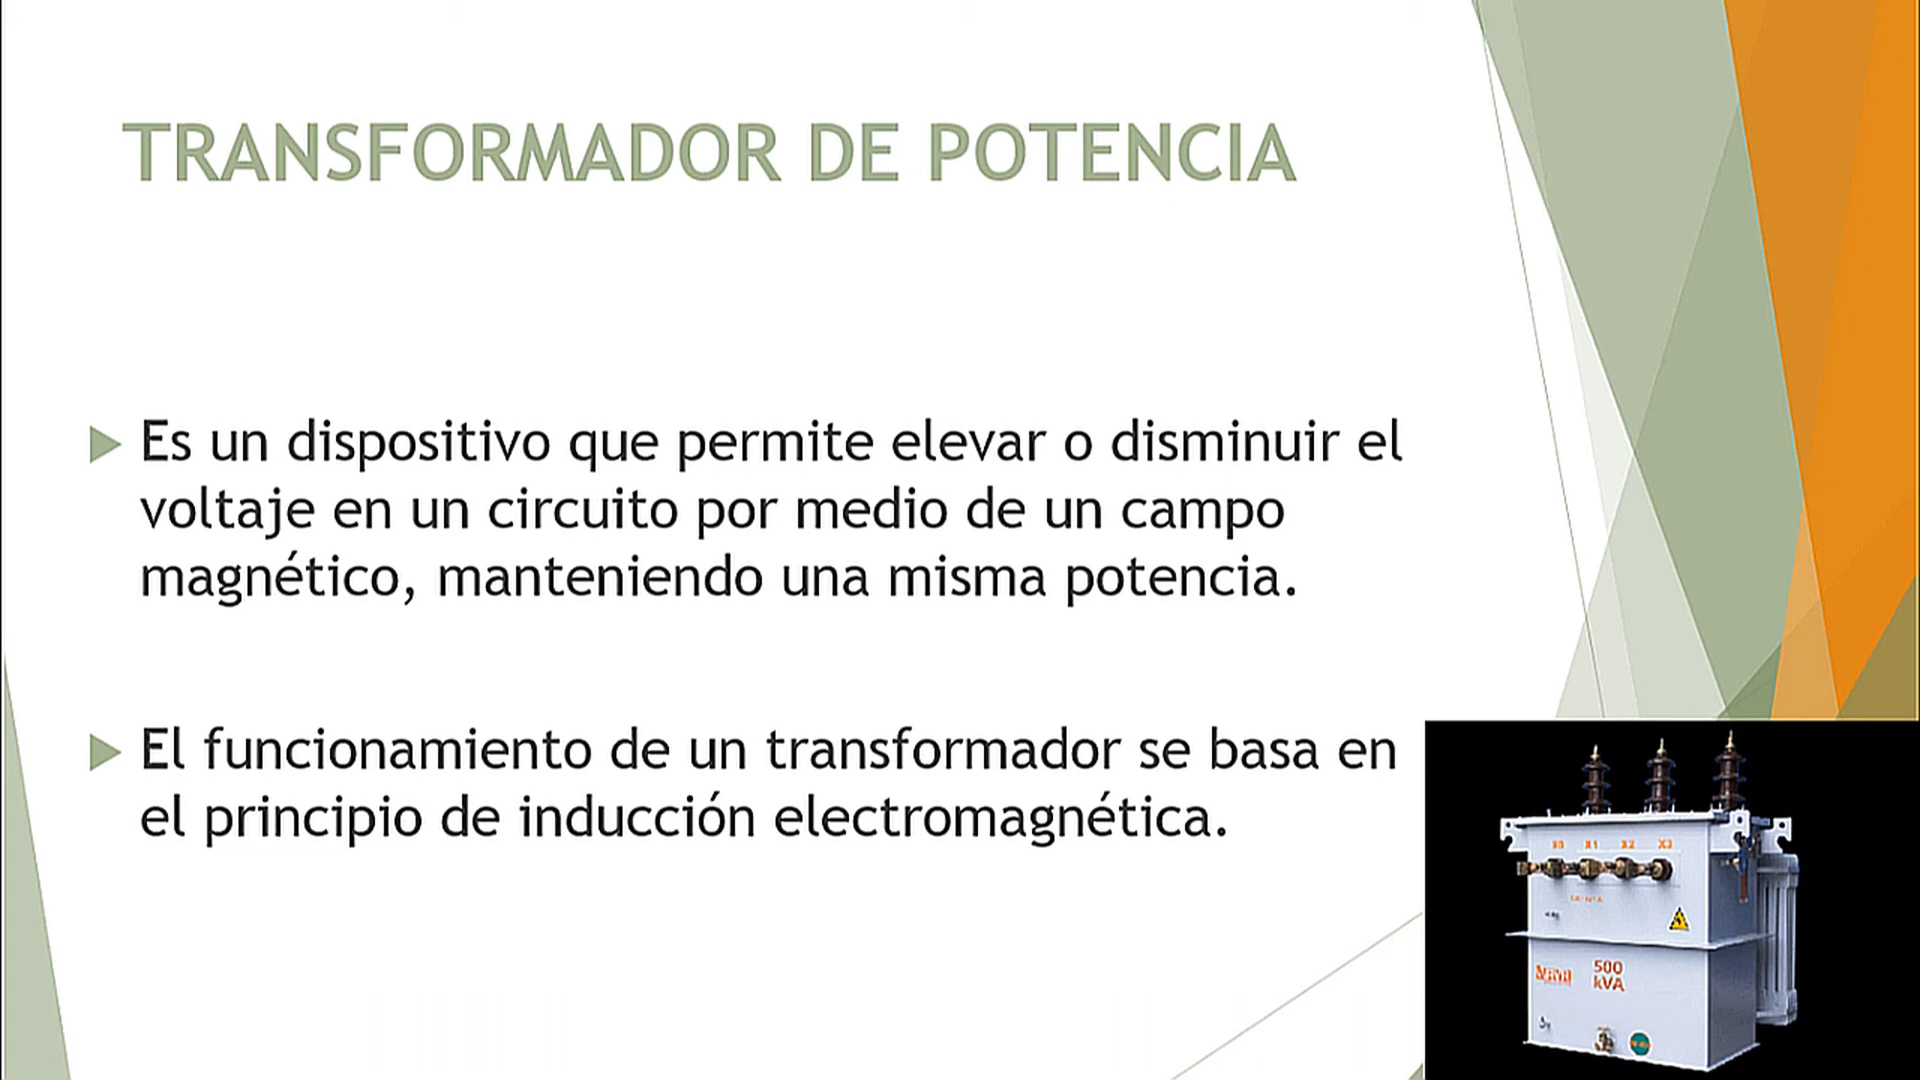 TRANSFORMADOR DE POTENCIA
Es un dispositivo que permite elevar o disminuir el
voltaje en un circuito por medio de un campo
magnético, manteniendo una misma potencia.
El funcionamiento de un transformador se basa en
el principio de inducción electromagnética.
X0 X1 X2 X3
500
kVA